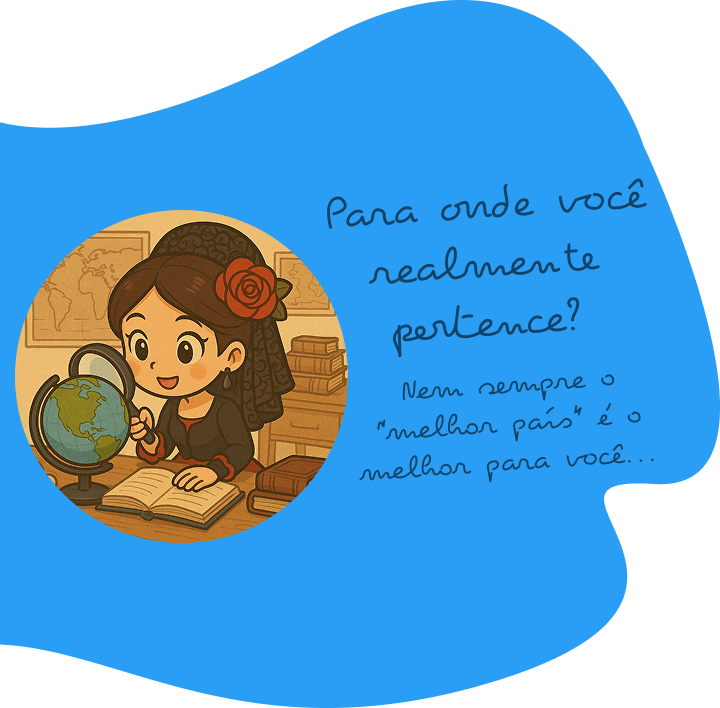 Para onde você
realmente
pertence?
Nem sempre o
"melhor país" é o
melhor para você...